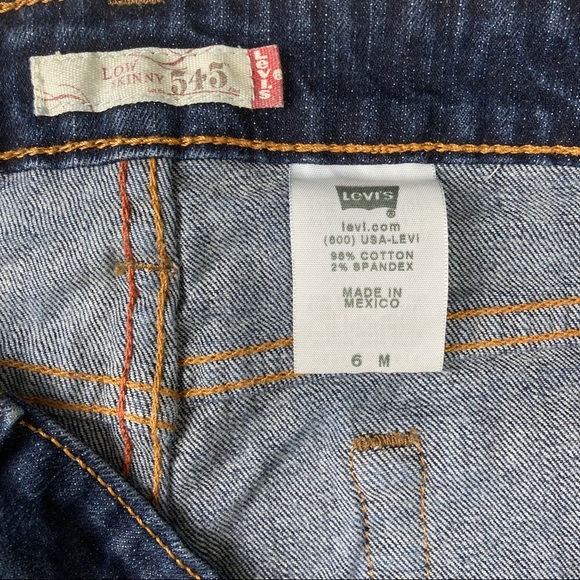 LOW
SKINNY 545
Levi's
LEVI'S
®
levi.com
(800) USA-LEVI
98% COTTON
2% SPANDEX
MADE IN
MEXICO
6 M